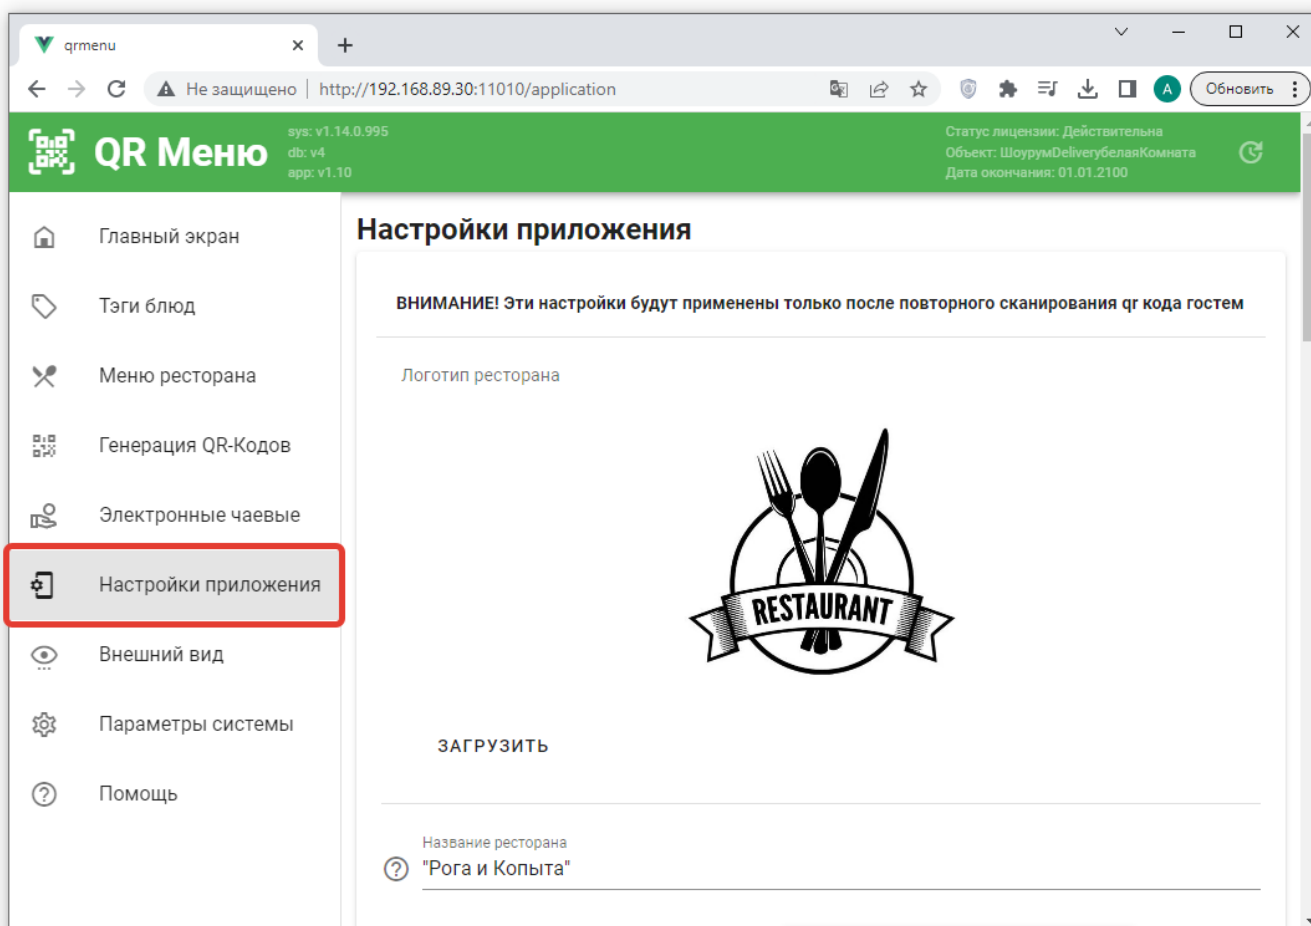 qrmenu
Не защищено
http://192.168.89.30:11010/application
A
Обновить
QR Меню
sys: v1.14.0.995
db: v4
app: v1.10
Статус лицензии: Действительна
Объект: ШоурумDeliveryбелаяКомната
Дата окончания: 01.01.2100
Главный экран
Тэги блюд
Меню ресторана
Генерация QR-Кодов
Электронные чаевые
Настройки приложения
Внешний вид
Параметры системы
Помощь
Настройки приложения
ВНИМАНИЕ! Эти настройки будут применены только после повторного сканирования qr кода гостем
Логотип ресторана
RESTAURANT
ЗАГРУЗИТЬ
Название ресторана
"Рога и Копыта"